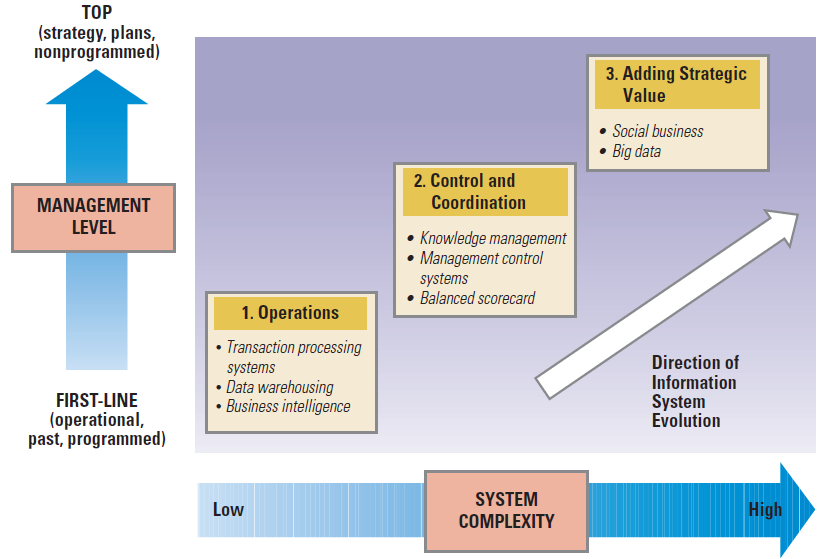 TOP
(strategy, plans,
nonprogrammed)
MANAGEMENT
LEVEL
FIRST-LINE
(operational,
past, programmed)
1. Operations
• Transaction processing
systems
• Data warehousing
• Business intelligence
2. Control and
Coordination
• Knowledge management
• Management control
systems
• Balanced scorecard
3. Adding Strategic
Value
• Social business
• Big data
Direction of
Information
System
Evolution
Low
SYSTEM
COMPLEXITY
High